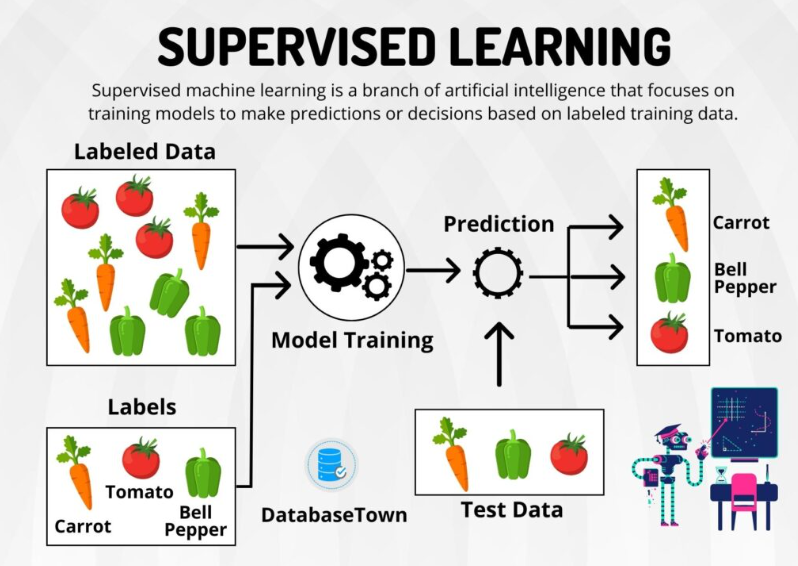 SUPERVISED LEARNING
Supervised machine learning is a branch of artificial intelligence that focuses on
training models to make predictions or decisions based on labeled training data.
Labeled Data
Model Training
Prediction
Carrot
Bell
Pepper
Tomato
Labels
Carrot
Tomato
Bell
Pepper
DatabaseTown
Test Data